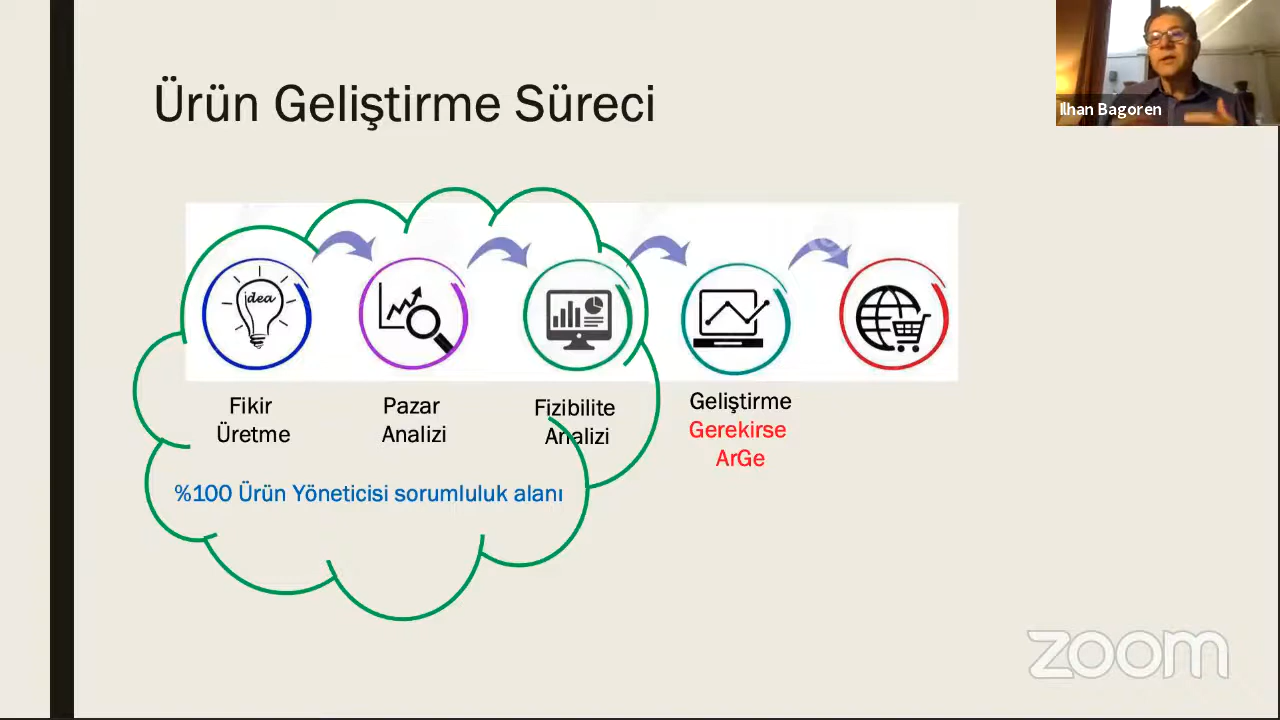 Ilhan Bagoren
Ürün Geliştirme Süreci
idea
Fikir
Üretme
Pazar
Analizi
Fizibilite
Analizi
Geliştirme
Gerekirse
ArGe
%100 Ürün Yöneticisi sorumluluk alanı
zoom